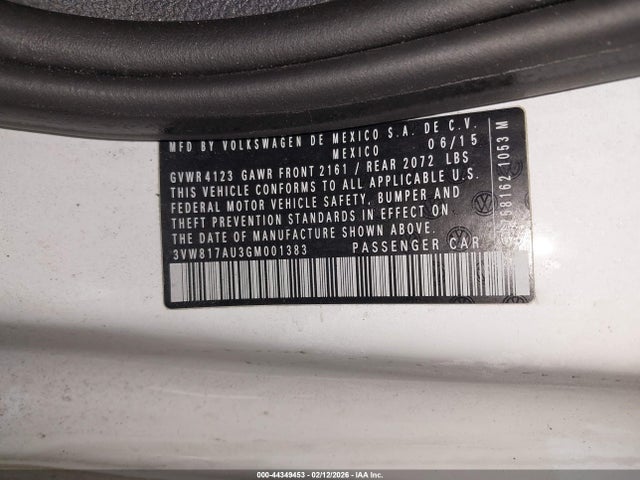 MFD BY VOLKSWAGEN DE MEXICO S.A. DE C.V.
MEXICO 06/15
GVWR 4123 GAWR FRONT 2161 / REAR 2072 LBS
THIS VEHICLE CONFORMS TO ALL APPLICABLE U.S.
FEDERAL MOTOR VEHICLE SAFETY, BUMPER AND
THEFT PREVENTION STANDARDS IN EFFECT ON
THE DATE OF MANUFACTURE SHOWN ABOVE.
3VW817AU3GM001383 PASSENGER CAR
1053 M
000-44349453 - 02/12/2026 - IAA Inc.